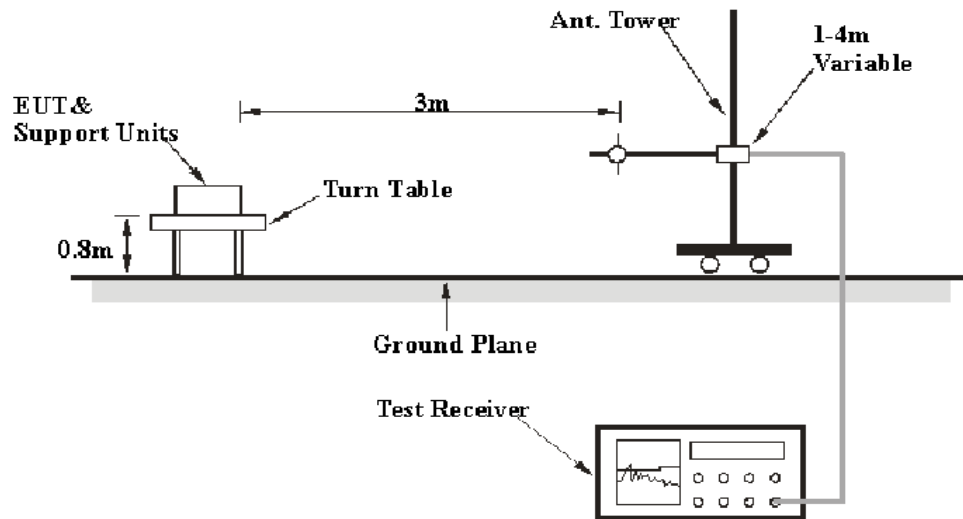 Ant. Tower
1-4m
Variable
3m
EUT&
Support Units
Turn Table
0.8m
Ground Plane
Test Receiver